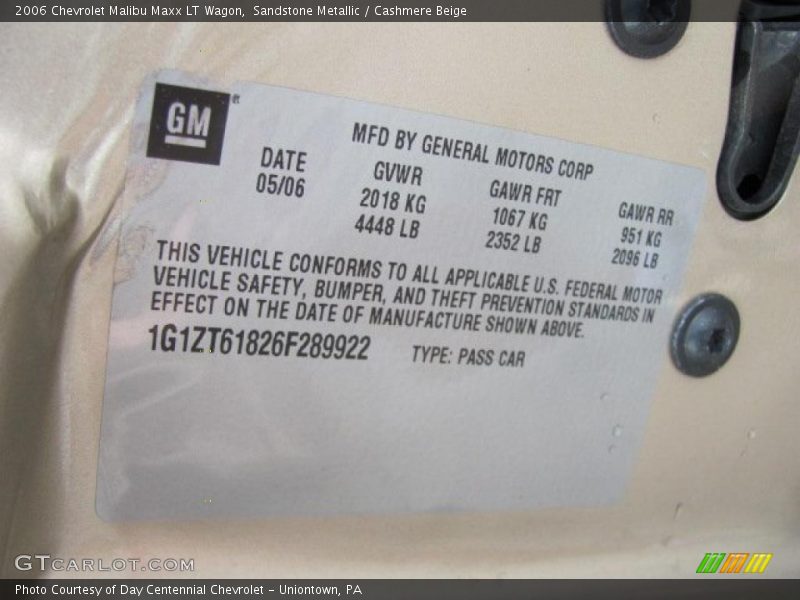 2006 Chevrolet Malibu Maxx LT Wagon, Sandstone Metallic / Cashmere Beige
GM
MFD BY GENERAL MOTORS CORP
DATE GVWR GAWR FRT GAWR RR
05/06 2018 KG 1067 KG 951 KG
4448 LB 2352 LB 2096 LB
THIS VEHICLE CONFORMS TO ALL APPLICABLE U.S. FEDERAL MOTOR
VEHICLE SAFETY, BUMPER, AND THEFT PREVENTION STANDARDS IN
EFFECT ON THE DATE OF MANUFACTURE SHOWN ABOVE.
1G1ZT61826F289922 TYPE: PASS CAR
GTCARLOT.COM
Photo Courtesy of Day Centennial Chevrolet - Uniontown, PA